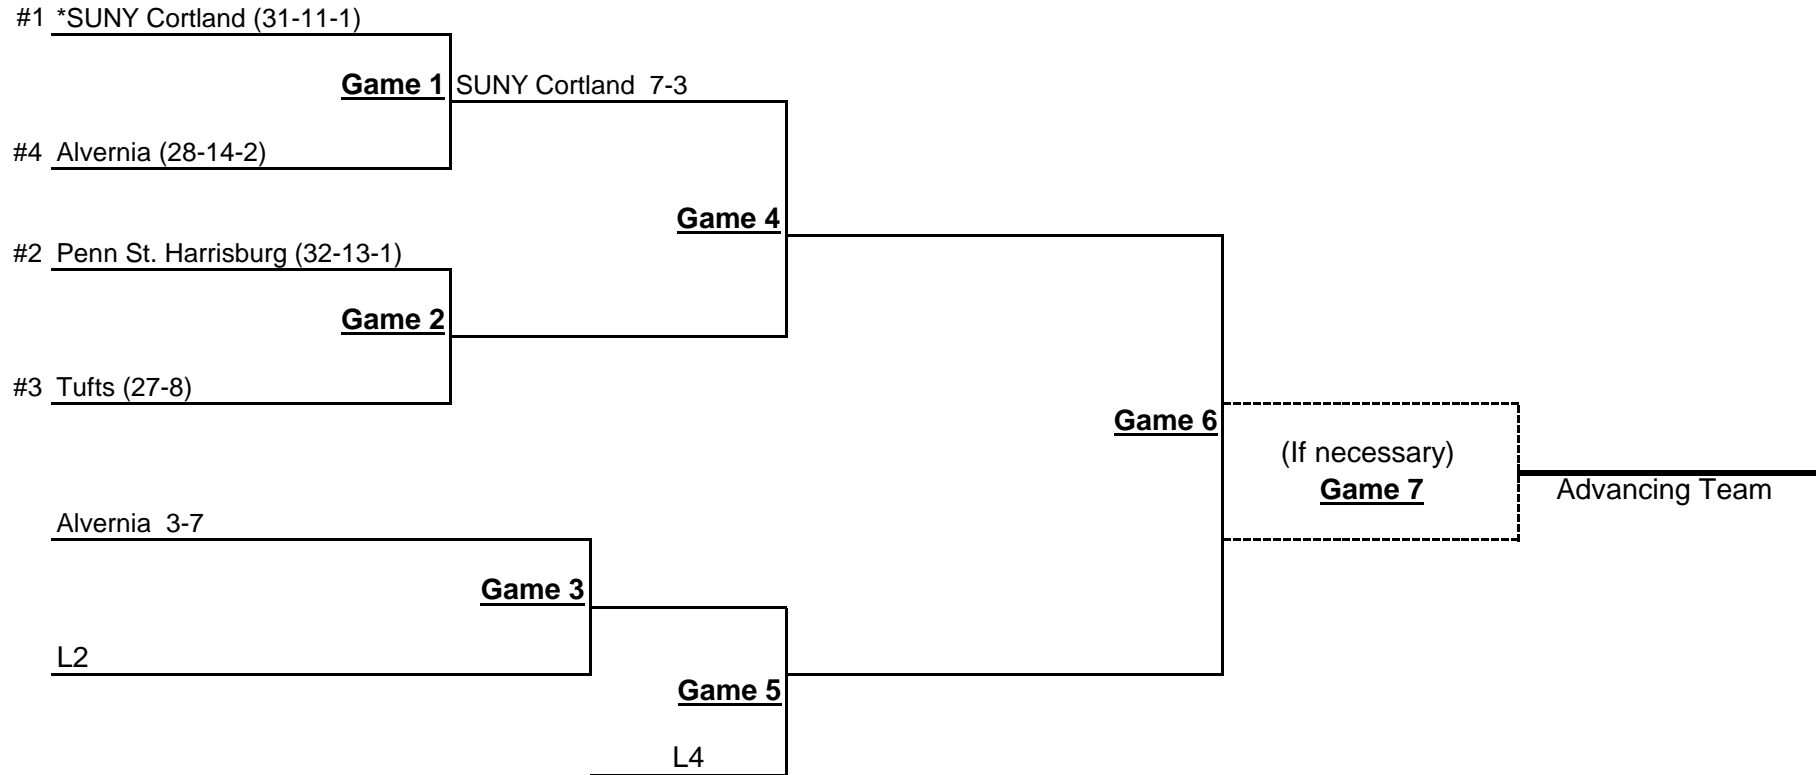 #1 *SUNY Cortland (31-11-1)
Game 1 SUNY Cortland 7-3
#4 Alvernia (28-14-2)
Game 4
#2 Penn St. Harrisburg (32-13-1)
Game 2
#3 Tufts (27-8)
Game 6
(If necessary)
Game 7 Advancing Team
Alvernia 3-7
Game 3
L2
Game 5
L4